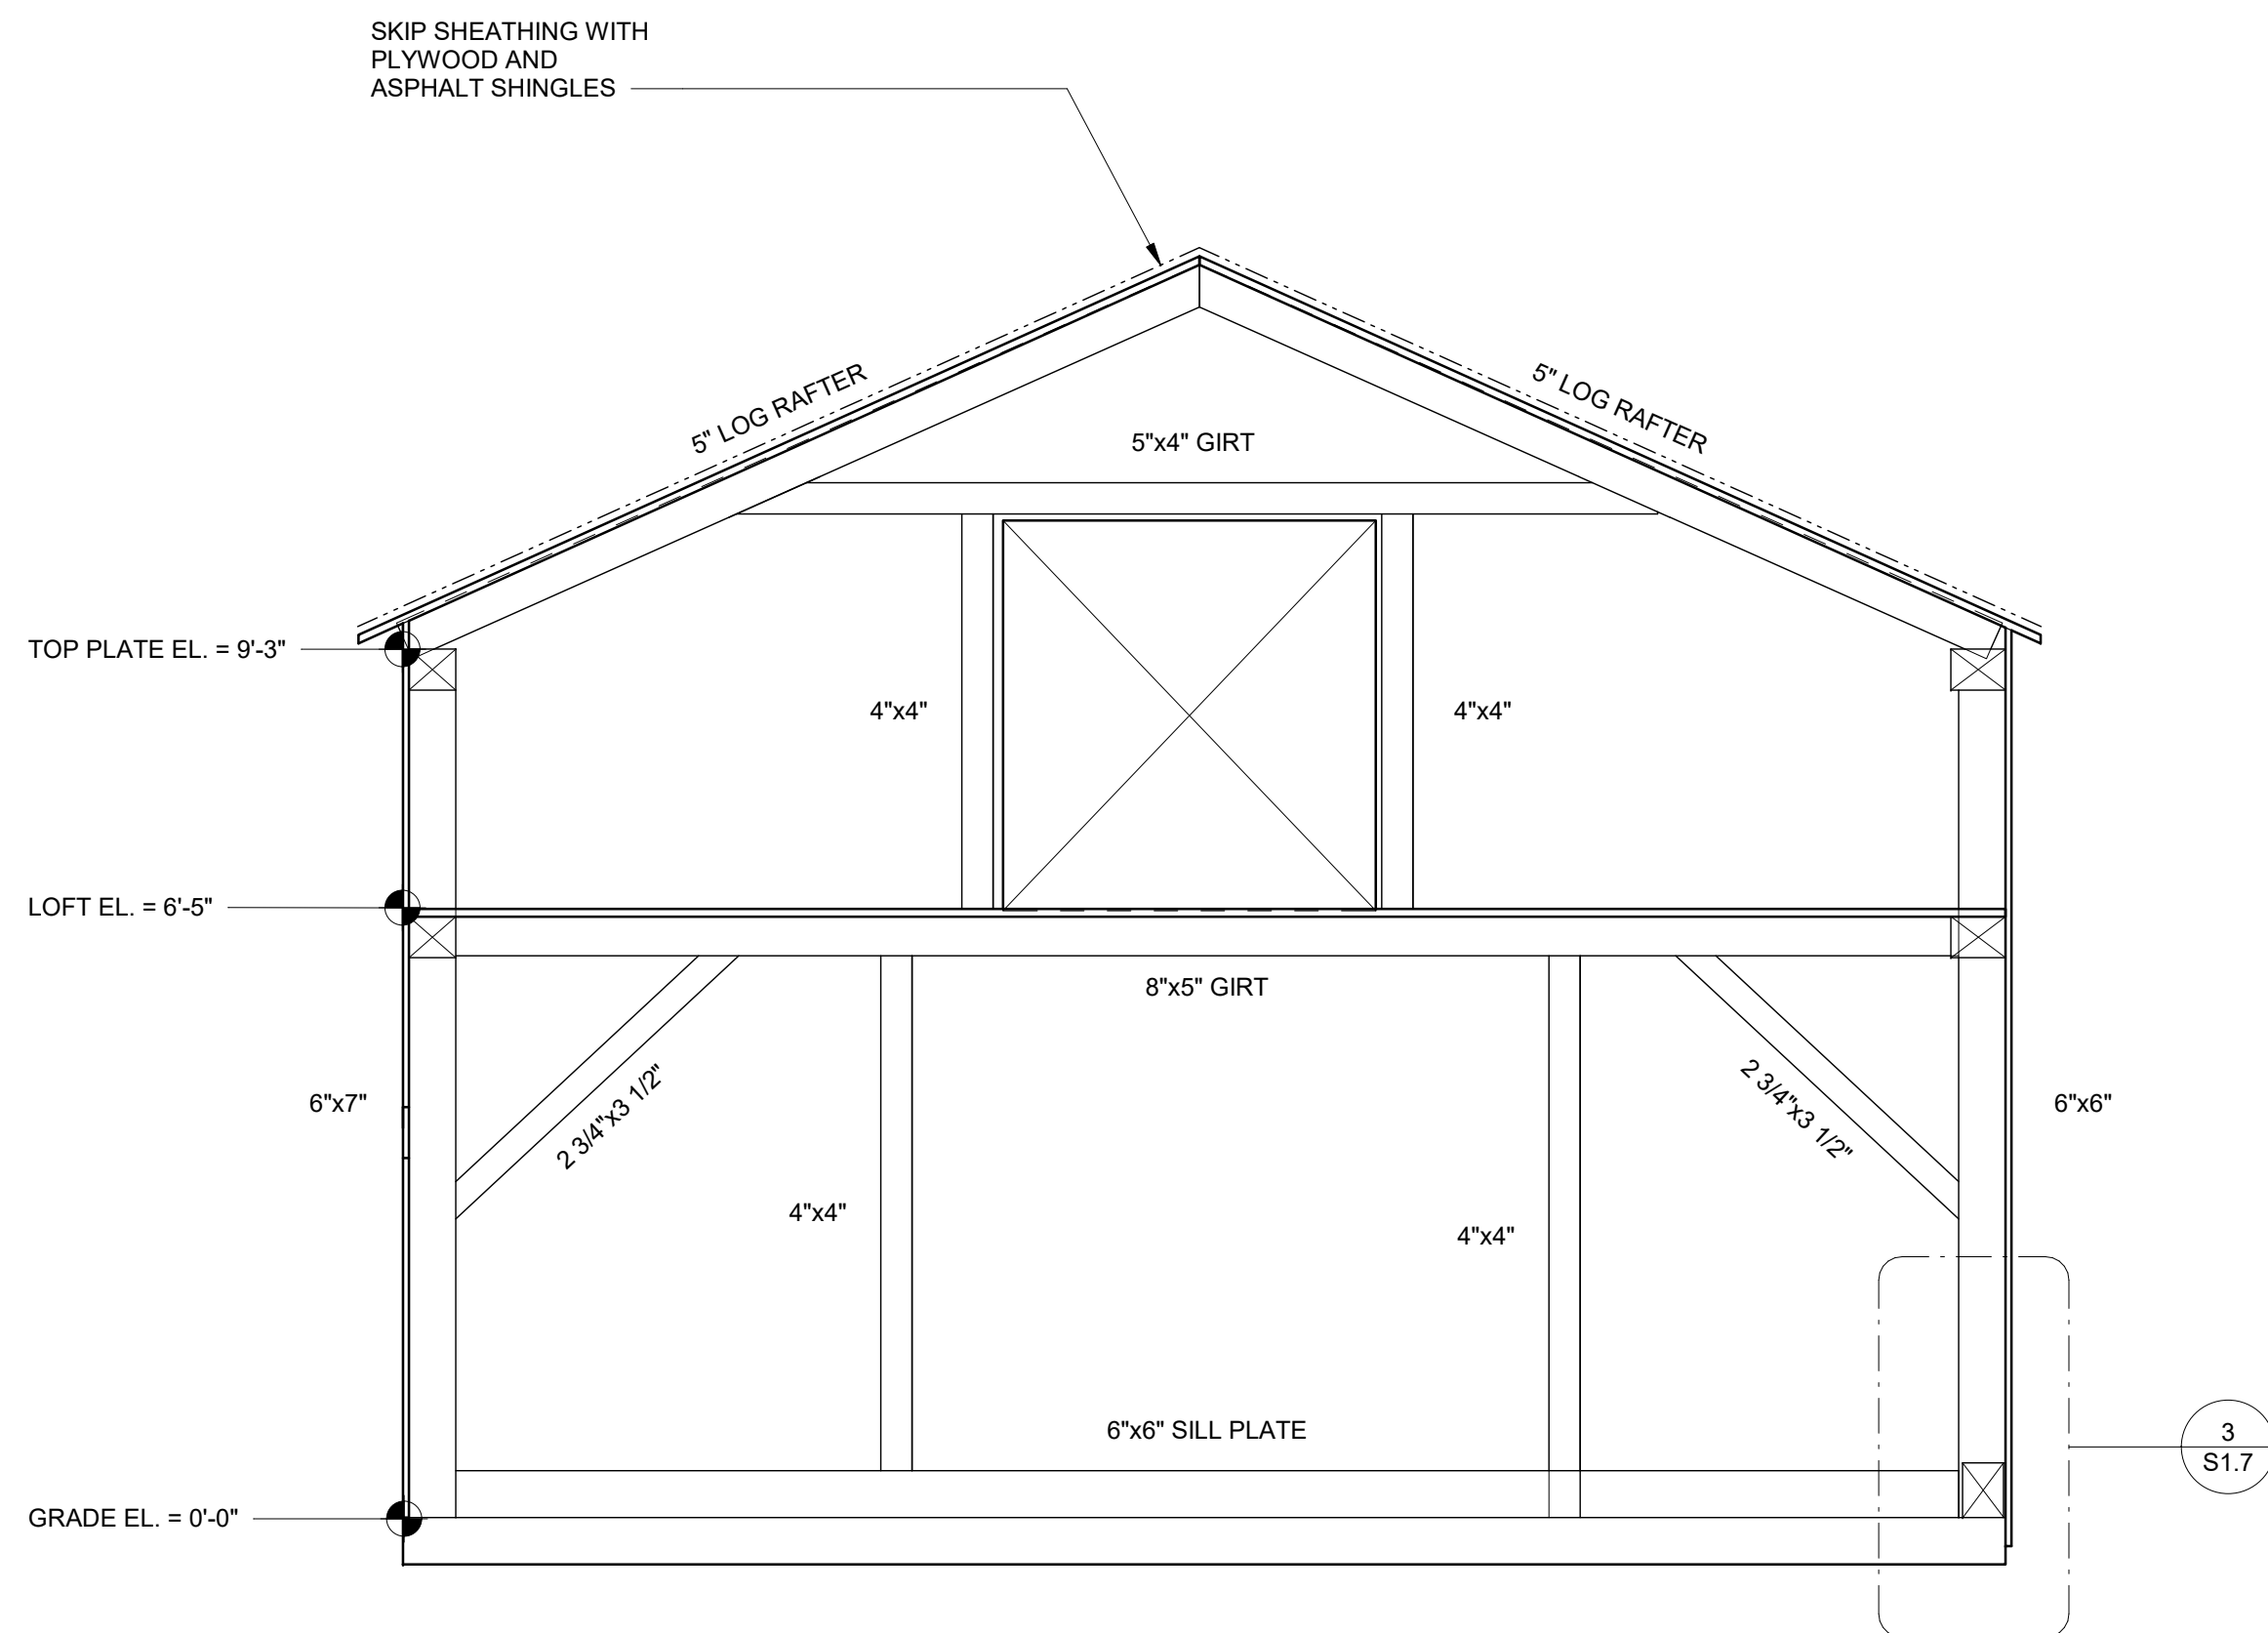 SKIP SHEATHING WITH
PLYWOOD AND
ASPHALT SHINGLES
5" LOG RAFTER
5" LOG RAFTER
5"x4" GIRT
TOP PLATE EL. = 9'-3"
4"x4"
4"x4"
LOFT EL. = 6'-5"
8"x5" GIRT
6"x7"
2 3/4"x3 1/2"
2 3/4"x3 1/2"
6"x6"
4"x4"
4"x4"
6"x6" SILL PLATE
3
S1.7
GRADE EL. = 0'-0"